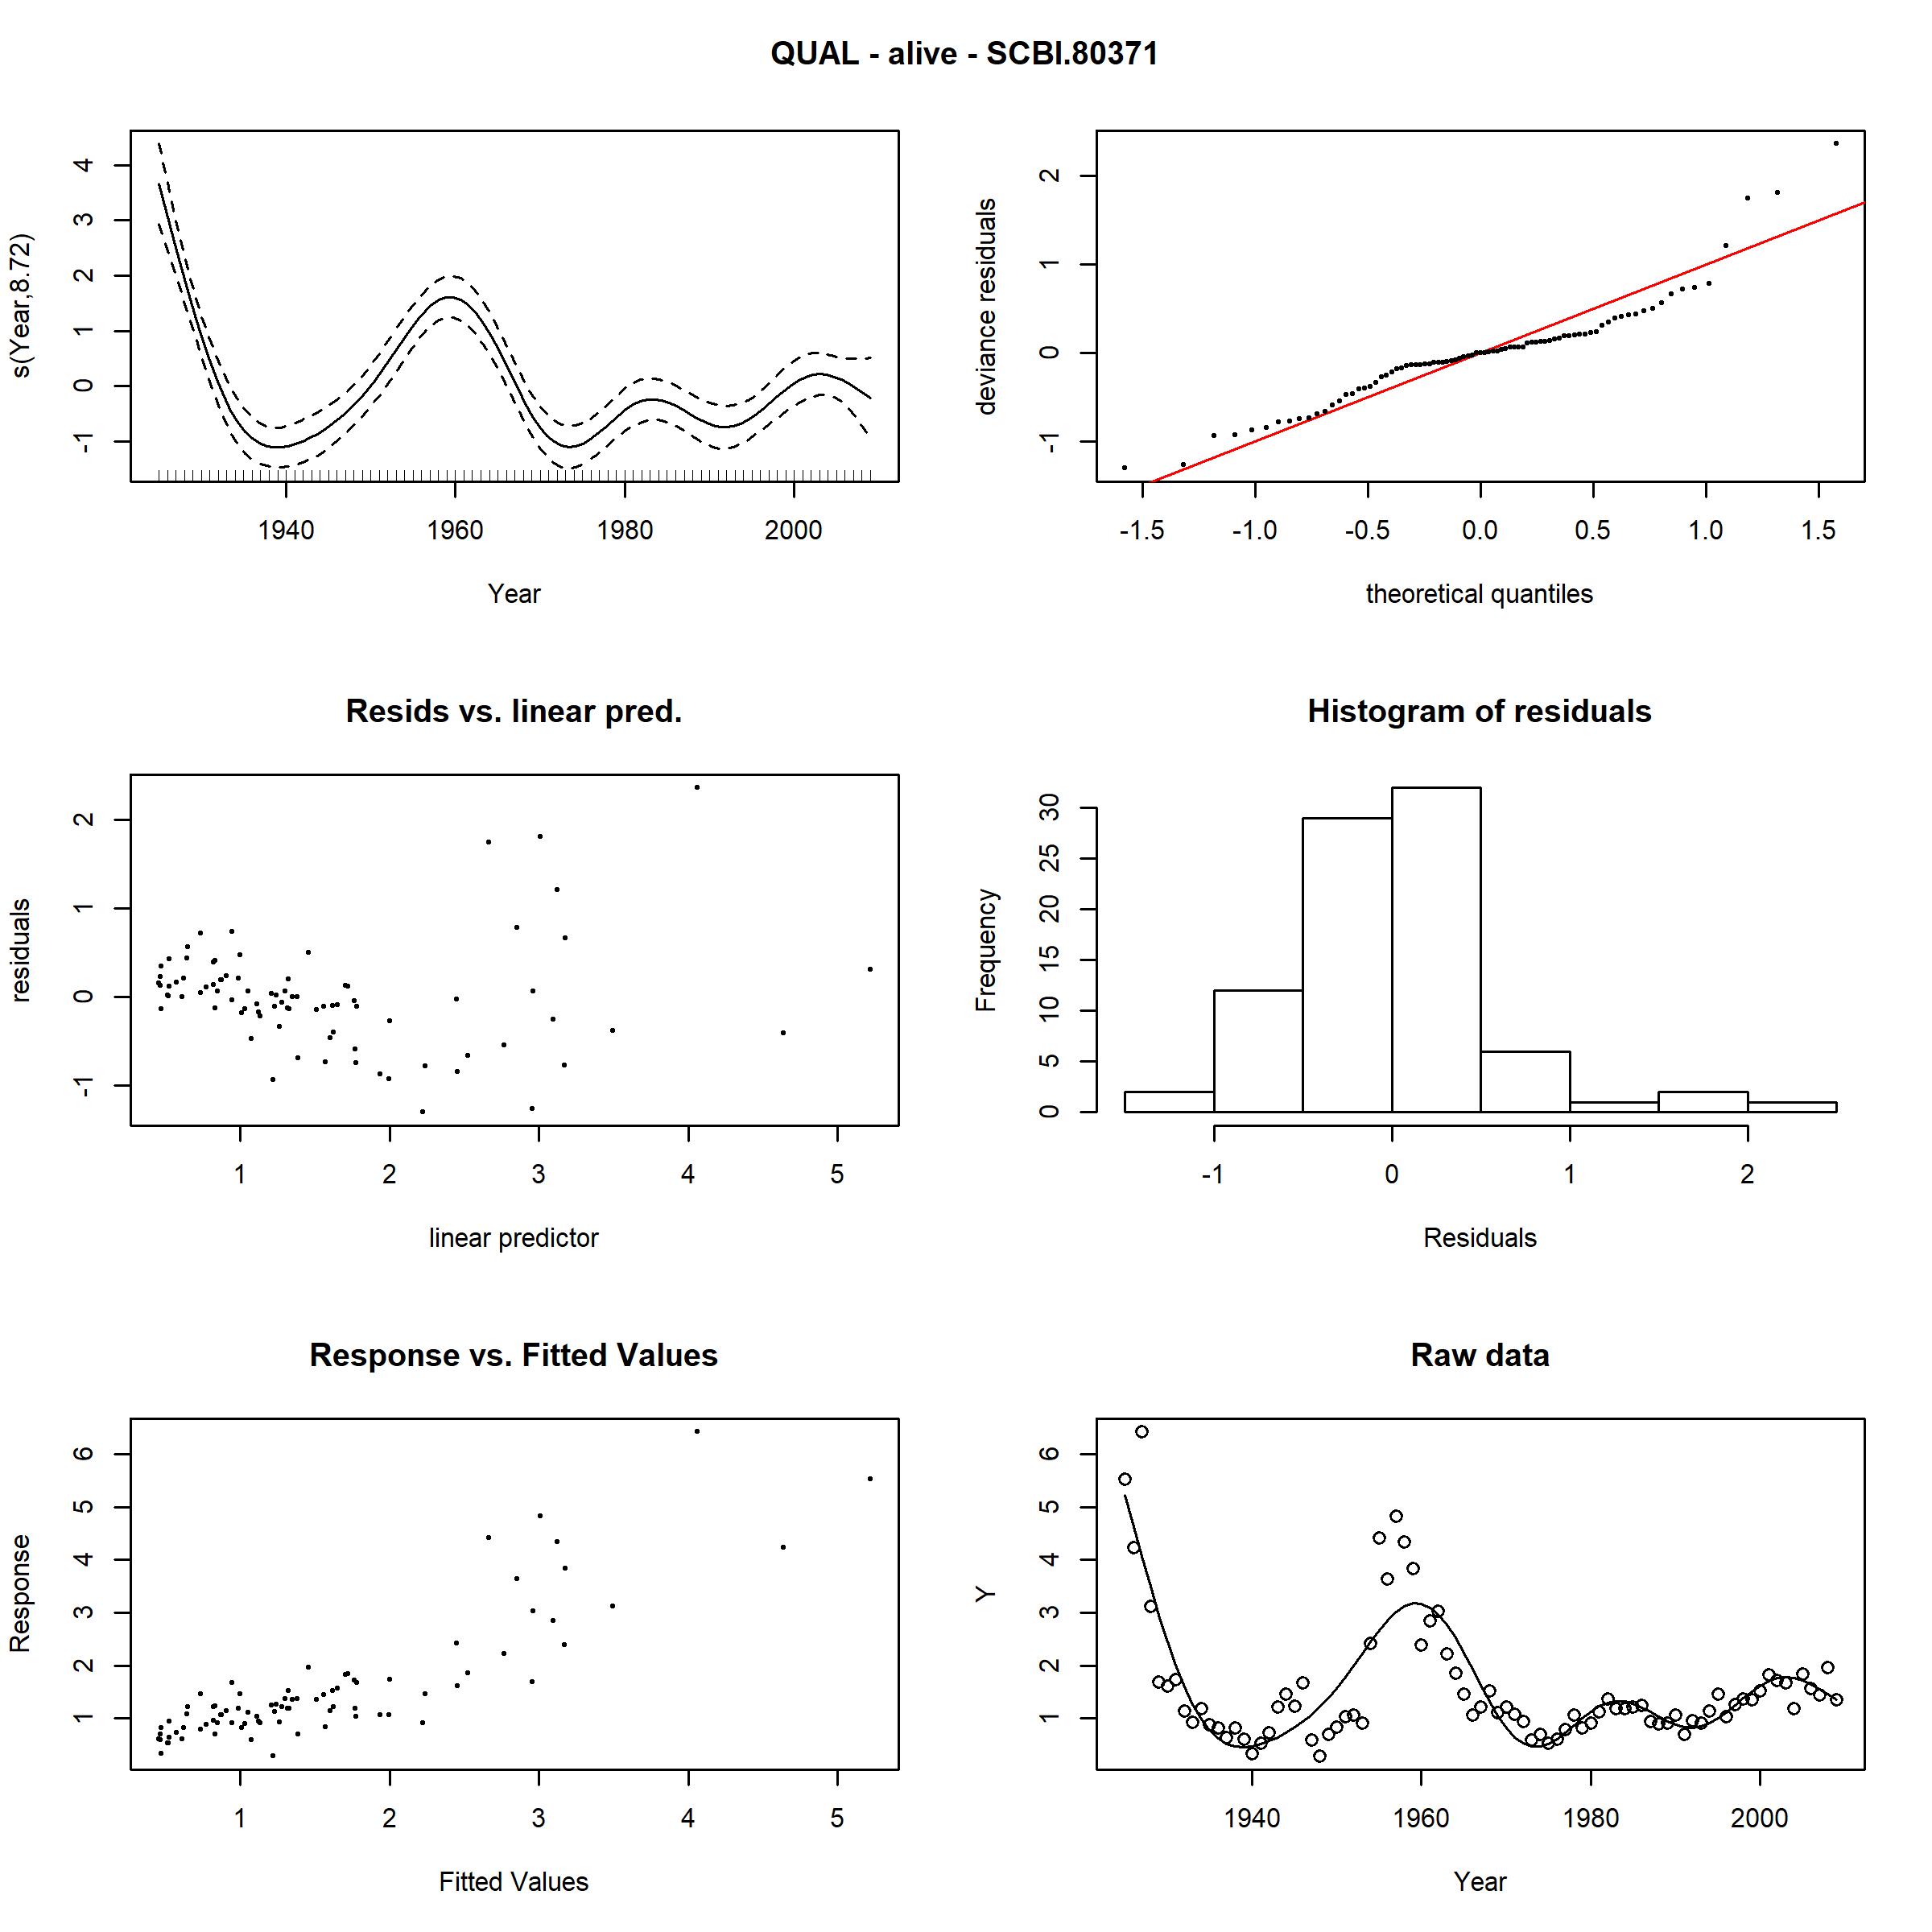 QUAL - alive - SCBI.80371
s(Year,8.72)
4
3
2
1
0
-1
1940 1960 1980 2000
Year
deviance residuals
2
1
0
-1
-1.5 -1.0 -0.5 0.0 0.5 1.0 1.5
theoretical quantiles
Resids vs. linear pred.
residuals
2
1
0
-1
1 2 3 4 5
linear predictor
Histogram of residuals
Frequency
30
25
20
15
10
5
0
-1 0 1 2
Residuals
Response vs. Fitted Values
Response
6
5
4
3
2
1
1 2 3 4 5
Fitted Values
Raw data
Y
6
5
4
3
2
1
1940 1960 1980 2000
Year